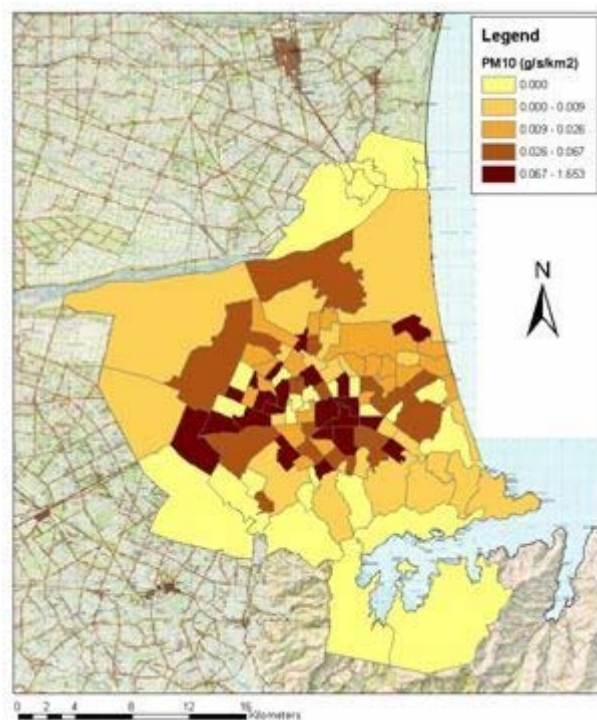 Legend
PM10 (g/s/km2)
0.000
0.000 - 0.009
0.009 - 0.026
0.026 - 0.067
0.067 - 1.653
N
0 2 4 8 12 16
Kilometers